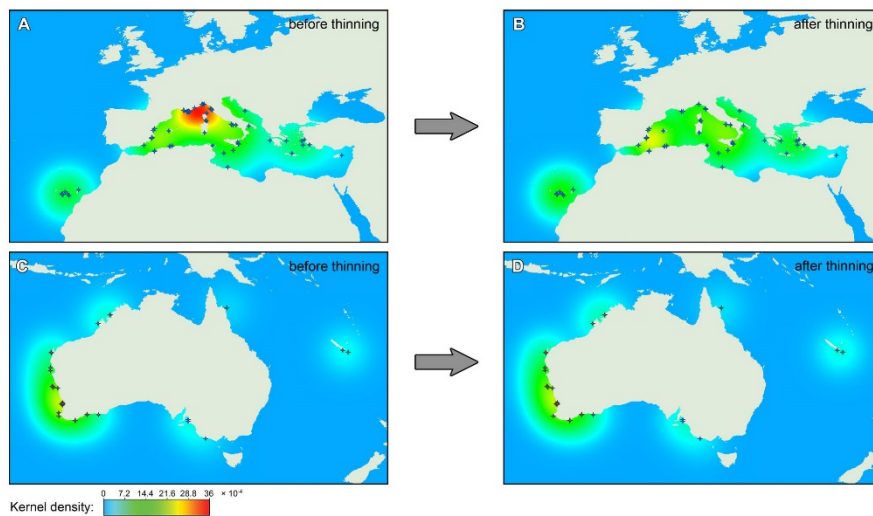 A before thinning
B after thinning
C before thinning
D after thinning
Kernel density: 0 7.2 14.4 21.6 28.8 36 × 10⁻⁴